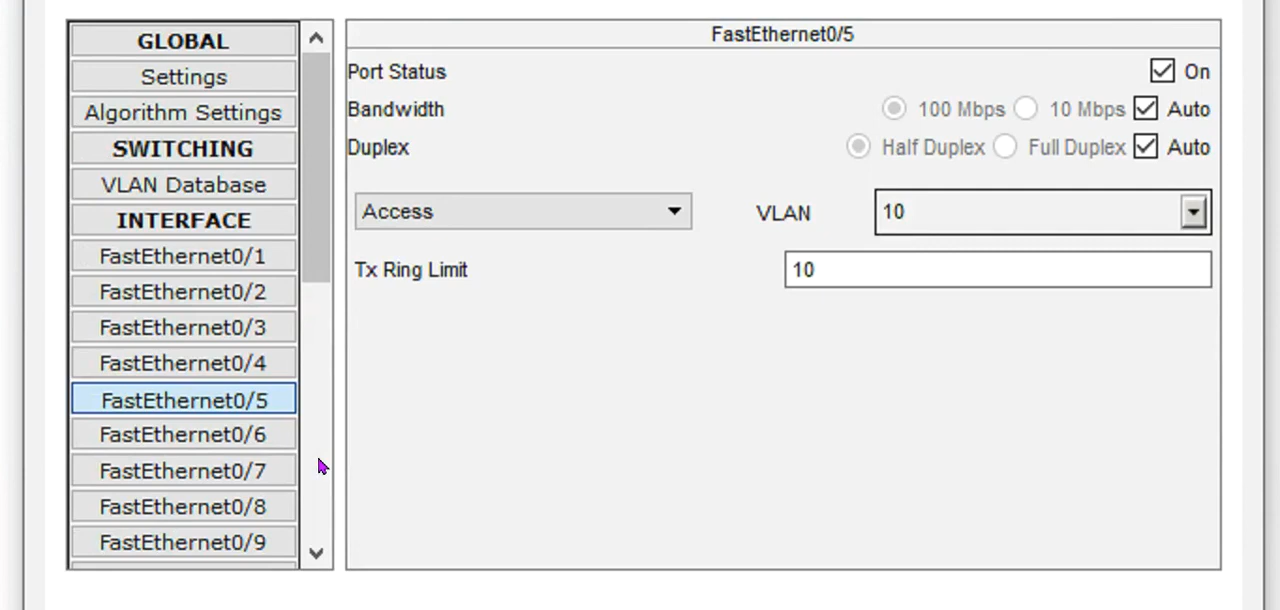 GLOBAL
Settings
Algorithm Settings
SWITCHING
VLAN Database
INTERFACE
FastEthernet0/1
FastEthernet0/2
FastEthernet0/3
FastEthernet0/4
FastEthernet0/5
FastEthernet0/6
FastEthernet0/7
FastEthernet0/8
FastEthernet0/9
FastEthernet0/5
Port Status On
Bandwidth 100 Mbps 10 Mbps Auto
Duplex Half Duplex Full Duplex Auto
Access VLAN 10
Tx Ring Limit 10